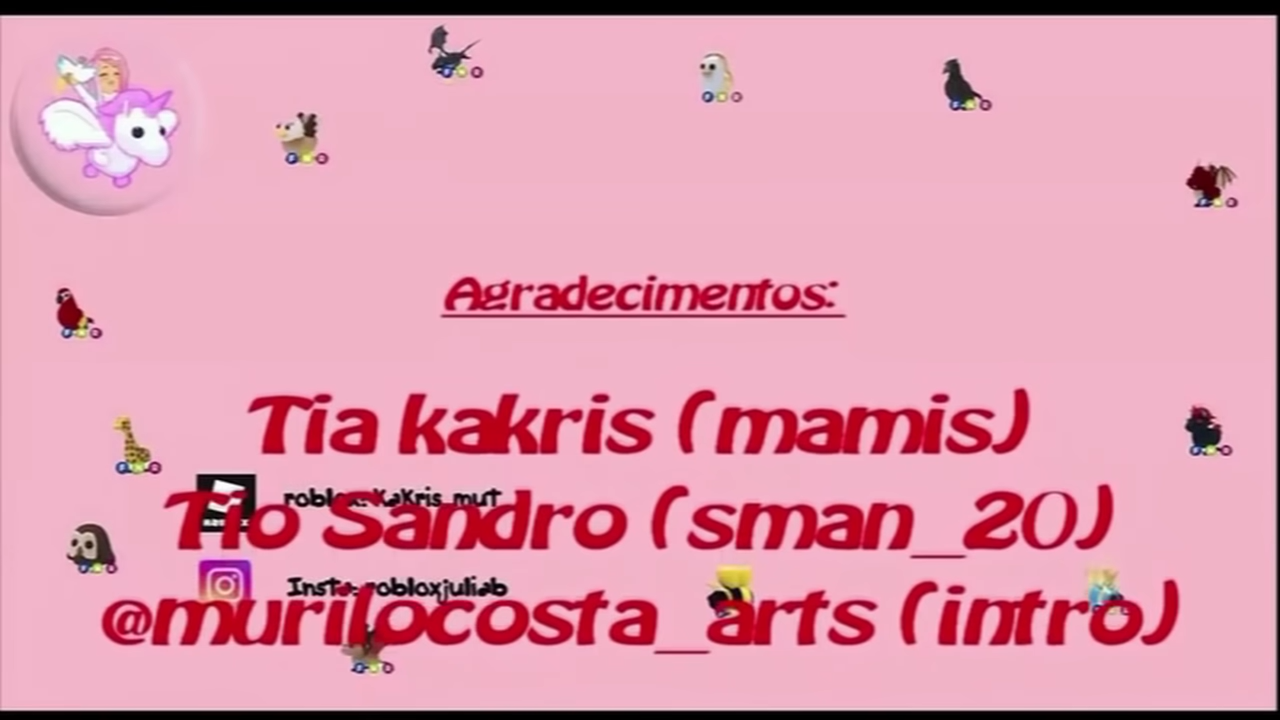 Agradecimentos:
Tia kakris (mamis)
roblox: KaKris_mut
Tio Sandro (sman_20)
Insta: robloxjuliab
@murilocosta_arts (intro)